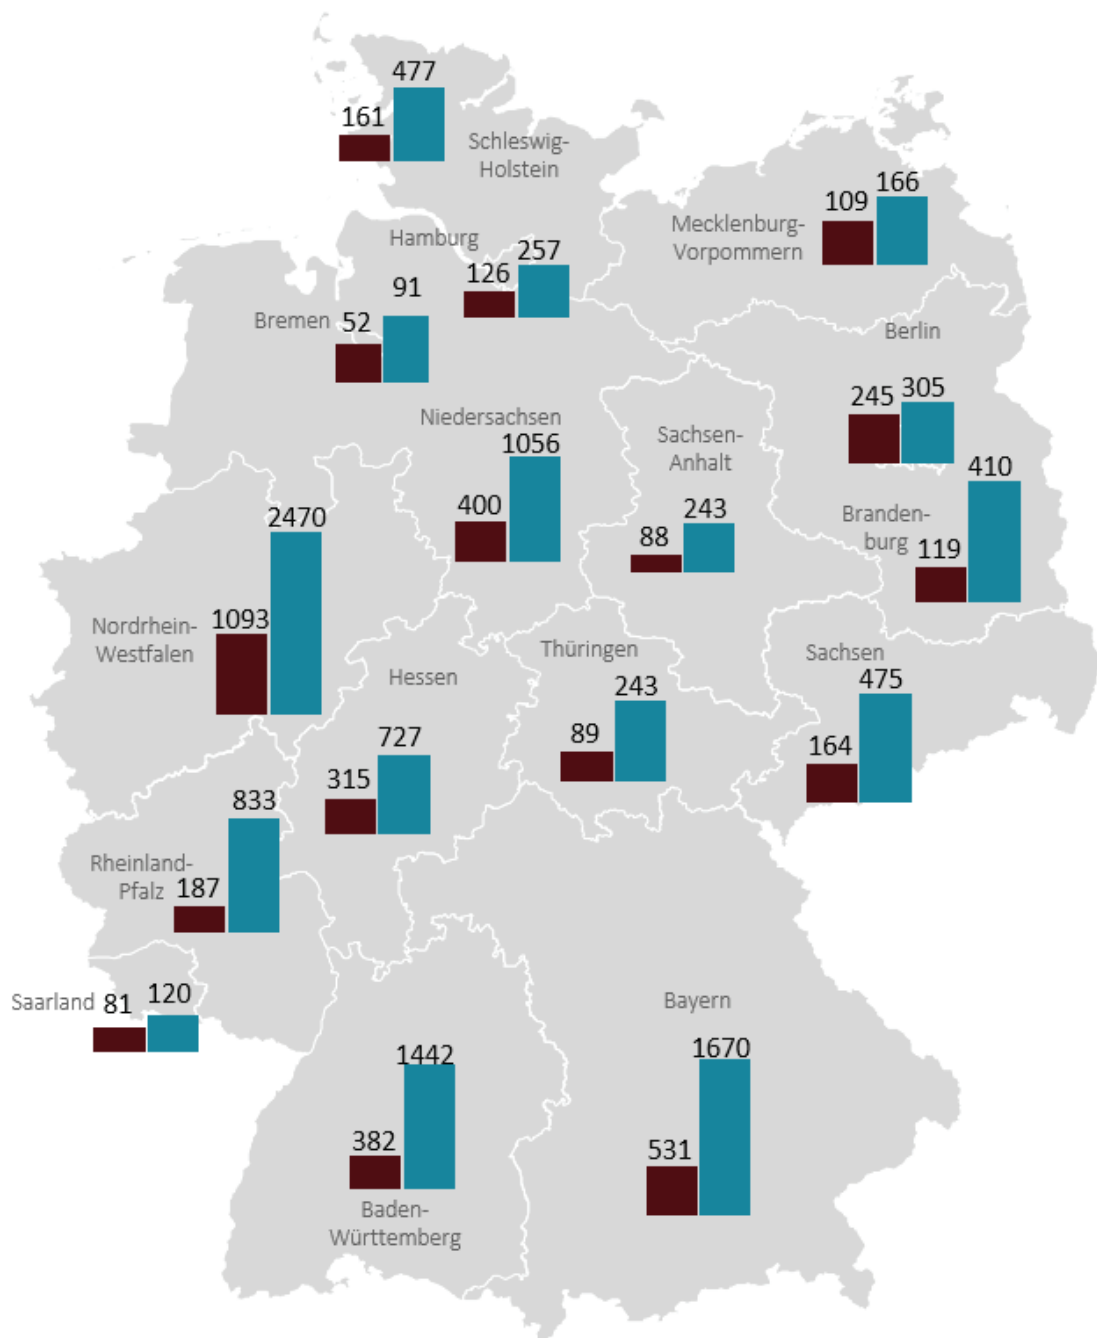 477
161
Schleswig-
Holstein
166
109
Mecklenburg-
Vorpommern
Hamburg
257
126
91
52
Bremen
Berlin
245
305
Niedersachsen
1056
400
Sachsen-
Anhalt
243
88
410
Branden-
burg
119
2470
1093
Nordrhein-
Westfalen
Hessen
727
315
Thüringen
243
89
Sachsen
475
164
833
Rheinland-
Pfalz
187
Saarland
81
120
Bayern
1670
531
1442
382
Baden-
Württemberg